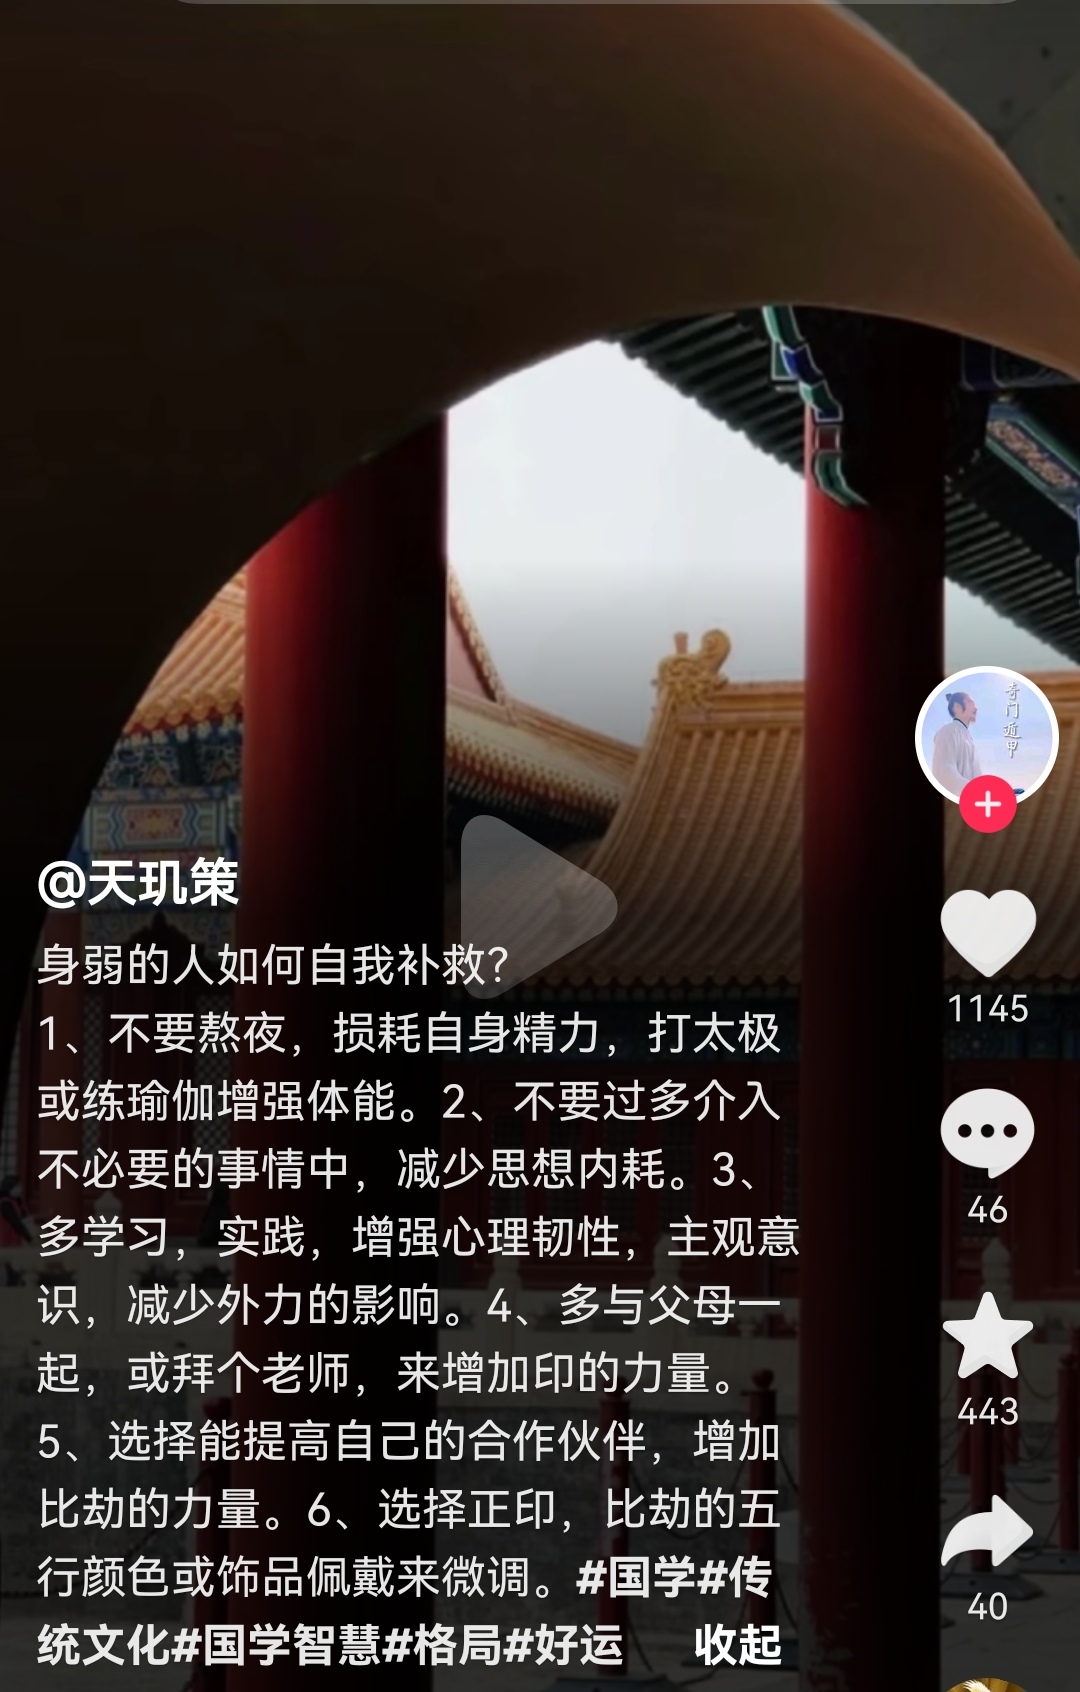 奇门遁甲
@天玑策
身弱的人如何自我补救?
1、不要熬夜，损耗自身精力，打太极
或练瑜伽增强体能。2、不要过多介入
不必要的事情中，减少思想内耗。3、
多学习，实践，增强心理韧性，主观意
识，减少外力的影响。4、多与父母一
起，或拜个老师，来增加印的力量。
5、选择能提高自己的合作伙伴，增加
比劫的力量。6、选择正印，比劫的五
行颜色或饰品佩戴来微调。#国学#传
统文化#国学智慧#格局#好运 收起
1145
46
443
40